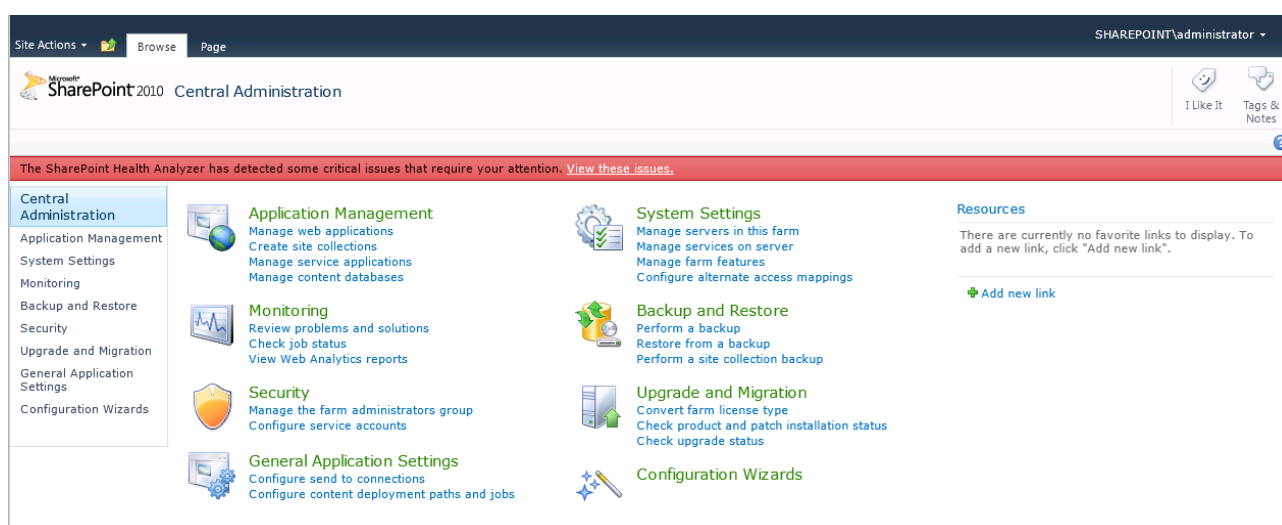 SHAREPOINT\administrator
Site Actions Browse Page
Microsoft
SharePoint 2010 Central Administration
I Like It
Tags &
Notes
The SharePoint Health Analyzer has detected some critical issues that require your attention. View these issues.
Central
Administration
Application Management
System Settings
Monitoring
Backup and Restore
Security
Upgrade and Migration
General Application
Settings
Configuration Wizards
Application Management
Manage web applications
Create site collections
Manage service applications
Manage content databases
Monitoring
Review problems and solutions
Check job status
View Web Analytics reports
Security
Manage the farm administrators group
Configure service accounts
General Application Settings
Configure send to connections
Configure content deployment paths and jobs
System Settings
Manage servers in this farm
Manage services on server
Manage farm features
Configure alternate access mappings
Backup and Restore
Perform a backup
Restore from a backup
Perform a site collection backup
Upgrade and Migration
Convert farm license type
Check product and patch installation status
Check upgrade status
Configuration Wizards
Resources
There are currently no favorite links to display. To
add a new link, click "Add new link".
Add new link